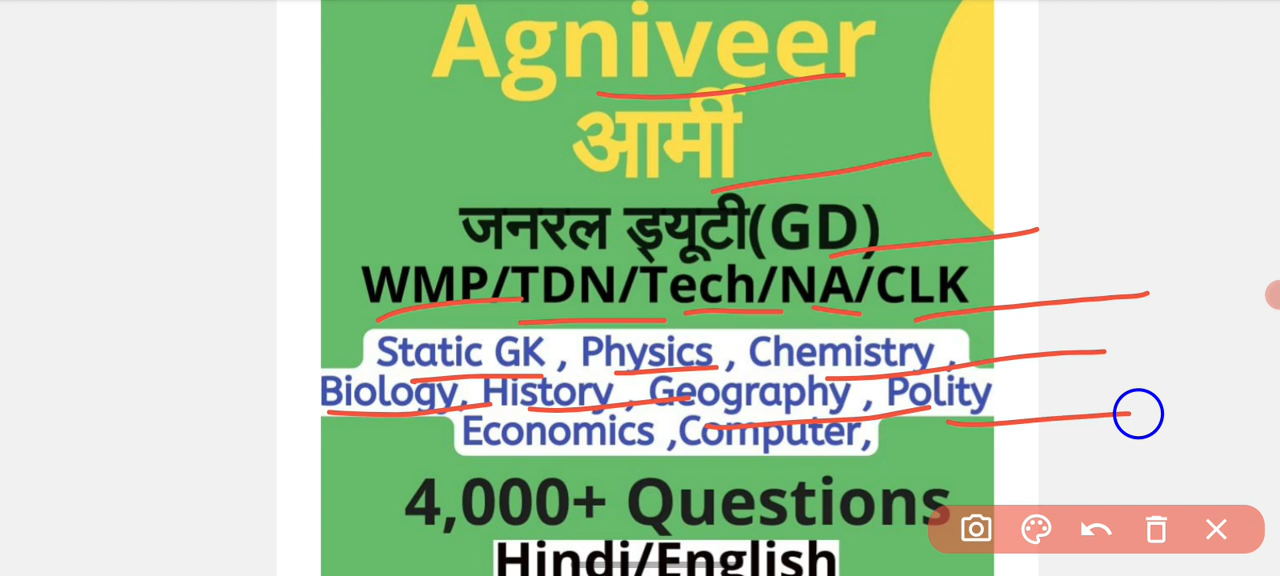 Agniveer
आर्मी
जनरल ड्यूटी(GD)
WMP/TDN/Tech/NA/CLK
Static GK , Physics , Chemistry ,
Biology, History , Geography , Polity
Economics ,Computer,
4,000+ Questions
Hindi/English